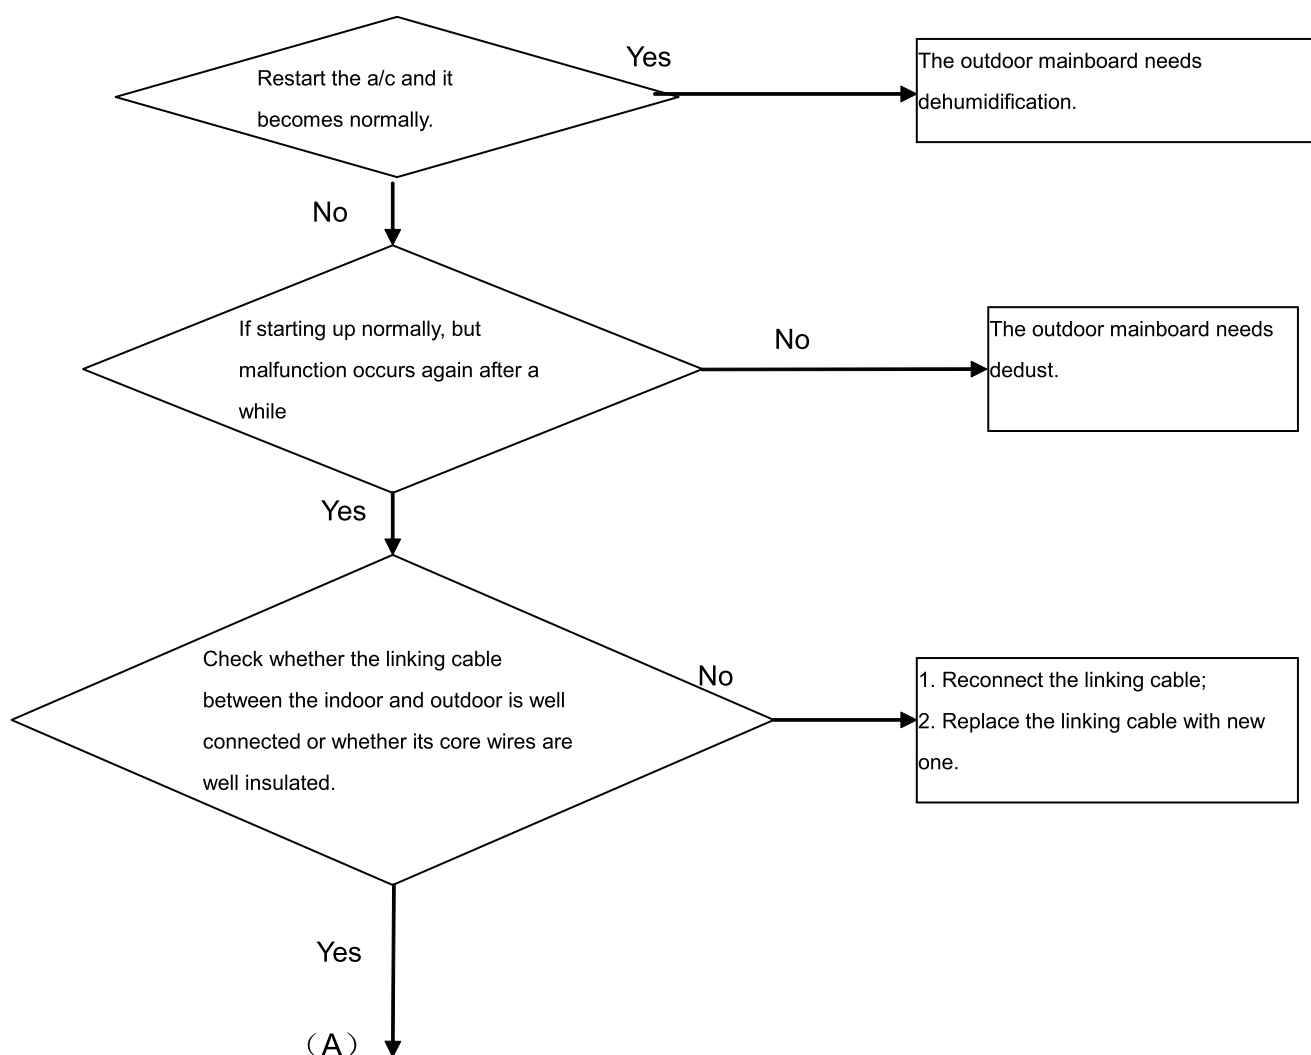 Restart the a/c and it
becomes normally.
Yes
The outdoor mainboard needs
dehumidification.
No
If starting up normally, but
malfunction occurs again after a
while
No
The outdoor mainboard needs
dedust.
Yes
Check whether the linking cable
between the indoor and outdoor is well
connected or whether its core wires are
well insulated.
No
1. Reconnect the linking cable;
2. Replace the linking cable with new
one.
Yes
（A）